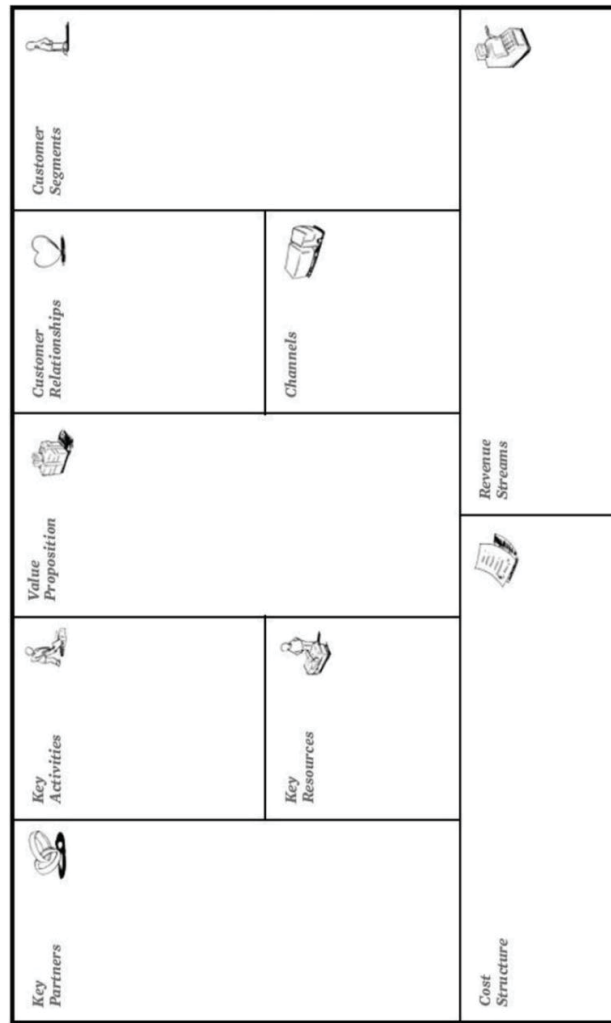 Key
Partners
Key
Activities
Key
Resources
Value
Proposition
Customer
Relationships
Channels
Customer
Segments
Cost
Structure
Revenue
Streams